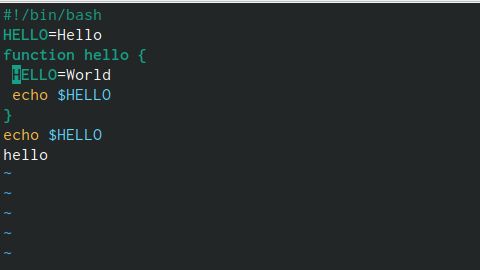 #!/bin/bash
HELLO=Hello
function hello {
 HELLO=World
 echo $HELLO
}
echo $HELLO
hello
~
~
~
~
~